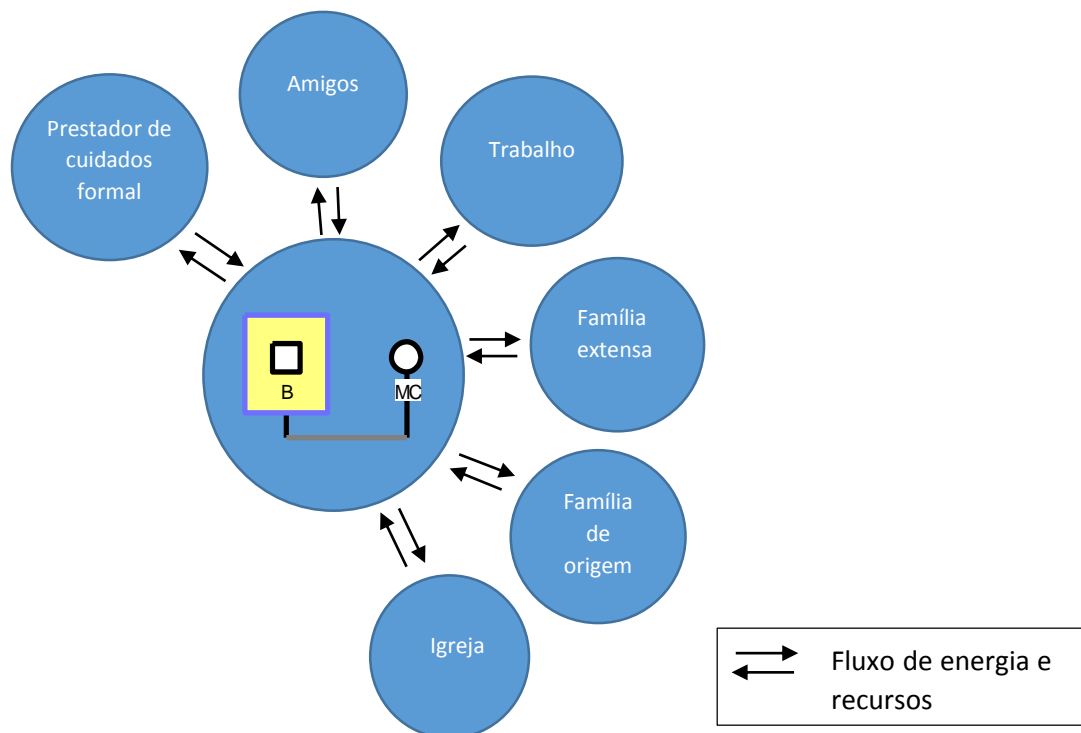 Amigos
Prestador de
cuidados
formal
Trabalho
Família
extensa
B
MC
Família
de
origem
Igreja
Fluxo de energia e
recursos